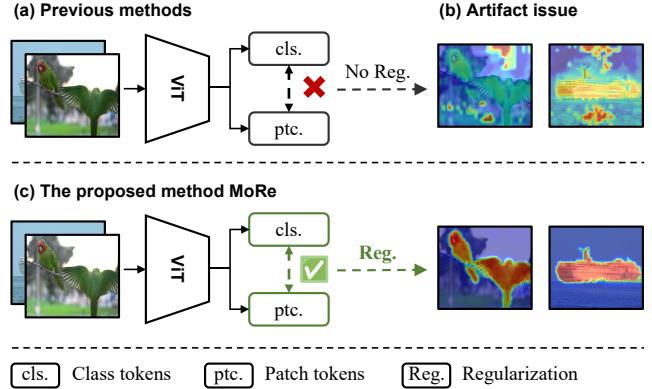 (a) Previous methods
(b) Artifact issue
ViT
cls.
ptc.
No Reg.
(c) The proposed method MoRe
ViT
cls.
ptc.
Reg.
cls. Class tokens ptc. Patch tokens Reg. Regularization